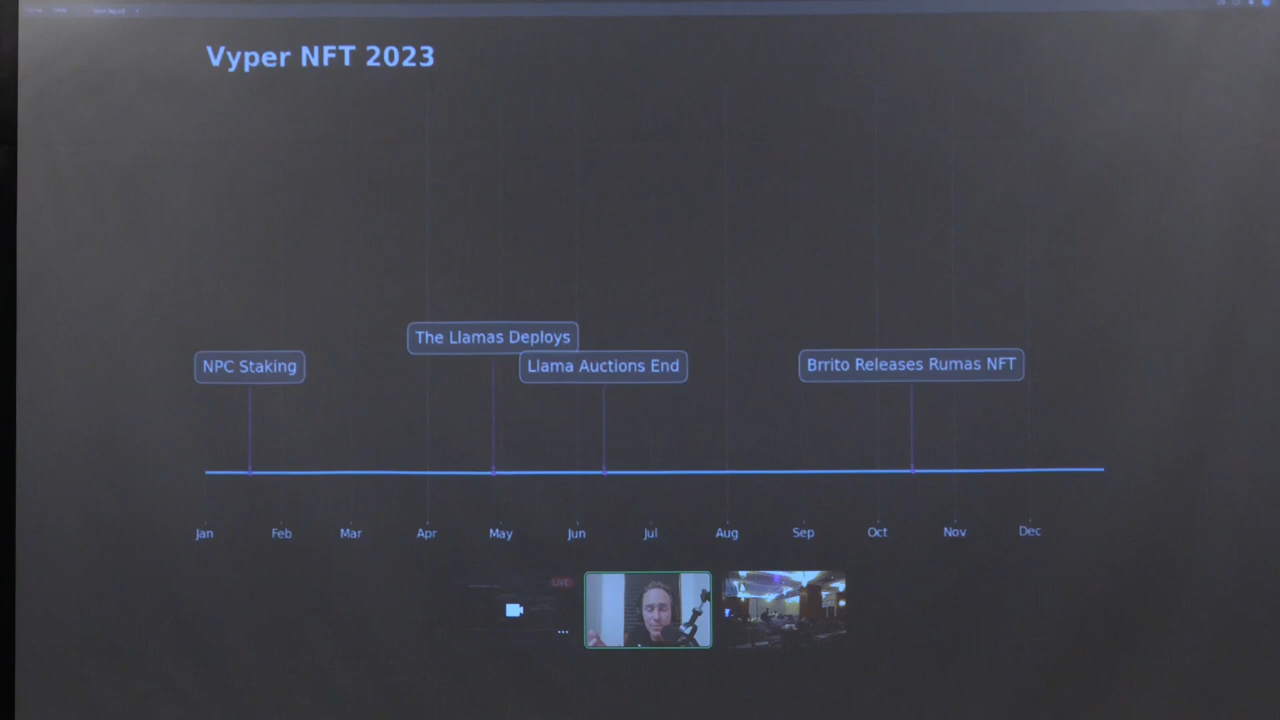 Vyper NFT 2023
The Llamas Deploys
NPC Staking
Llama Auctions End
Brrito Releases Rumas NFT
Jan Feb Mar Apr May Jun Jul Aug Sep Oct Nov Dec
LIVE